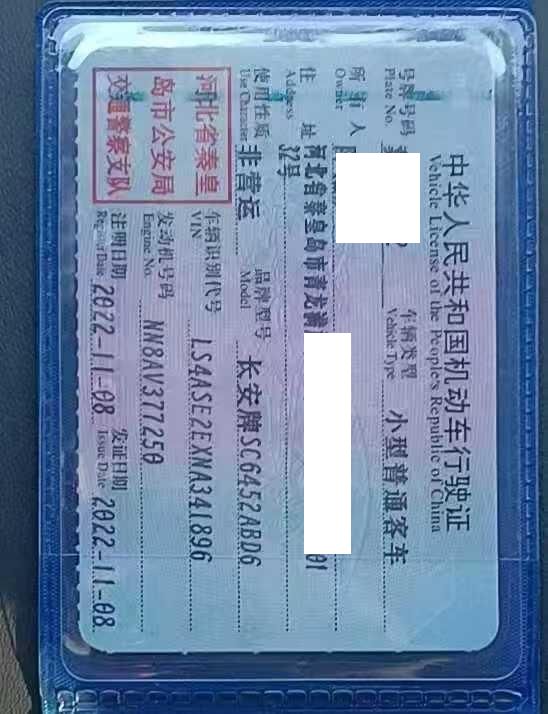 中华人民共和国机动车行驶证
Vehicle License of the People's Republic of China
号牌号码
Plate No.
车辆类型 小型普通客车
Vehicle Type
所有人
Owner
住址 河北省秦皇岛市青龙满 01
Address
32号
使用性质 非营运
Use Character
品牌型号 长安牌SC6452ABD6
Model
河北省秦皇
岛市公安局
交通警察支队
车辆识别代号 LS4ASE2EXNA341896
VIN
发动机号码 NN8AV377250
Engine No.
注册日期 2022-11-08
Register Date
发证日期 2022-11-08
Issue Date